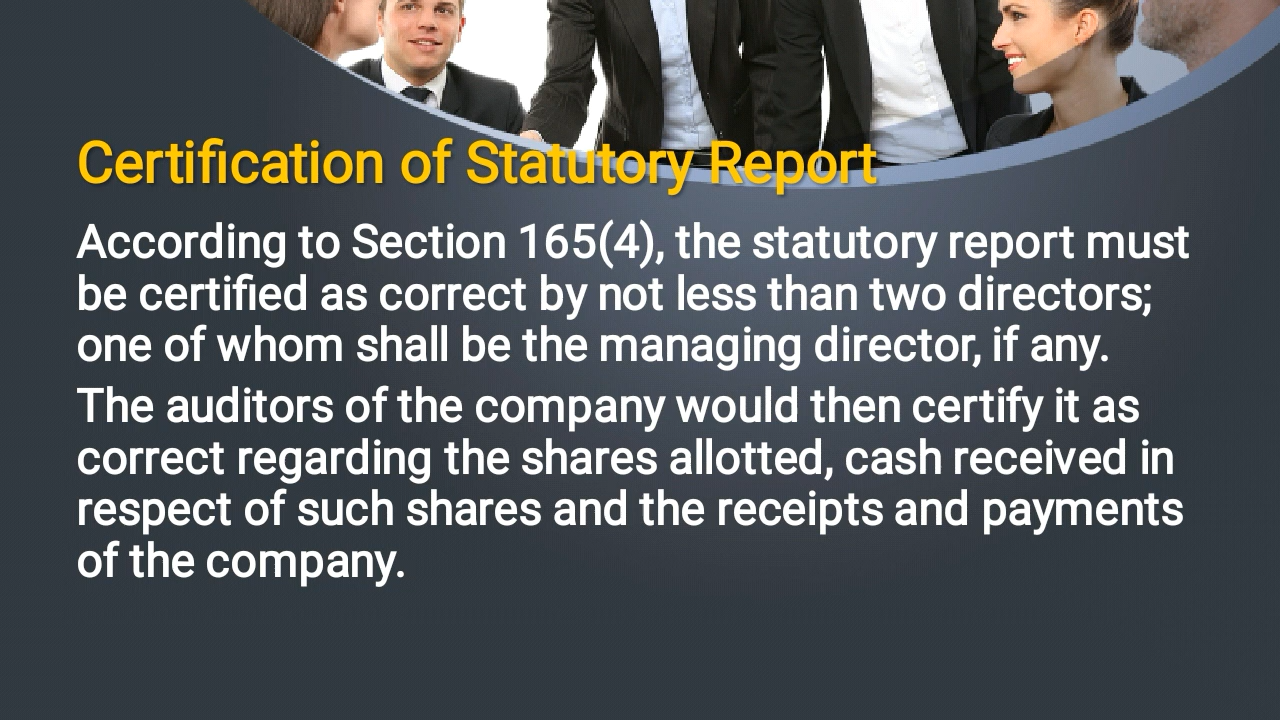 Certification of Statutory Report
According to Section 165(4), the statutory report must
be certified as correct by not less than two directors;
one of whom shall be the managing director, if any.
The auditors of the company would then certify it as
correct regarding the shares allotted, cash received in
respect of such shares and the receipts and payments
of the company.